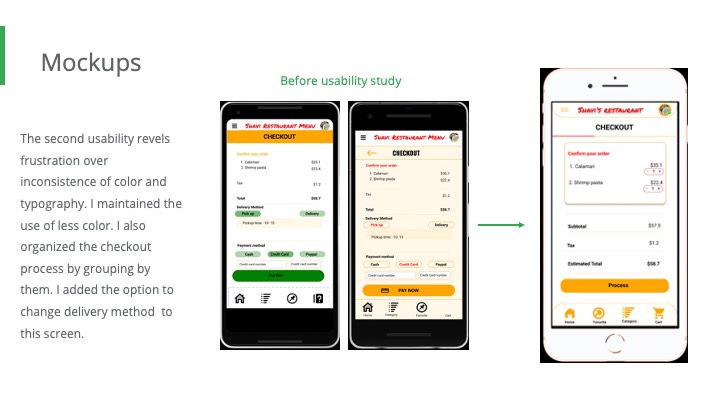 Mockups
Before usability study
The second usability revels
frustration over
inconsistence of color and
typography. I maintained the
use of less color. I also
organized the checkout
process by grouping by
them. I added the option to
change delivery method to
this screen.
Shavi Restaurant Menu
CHECKOUT
Confirm your order
1. Calamari $35.1
2. Shrimp pasta $22.4
Tax $1.2
Total $58.7
Delivery Method
Pick up Delivery
Pickup time : 10: 15
Payment method
Cash Credit Card Paypal
Credit card number Credit card number
Pay Now
Shavi Restaurant Menu
CHECKOUT
Confirm your order
1. Calamari $35.1
2. Shrimp pasta $22.4
Tax $1.2
Total $58.7
Delivery Method
Pick up Delivery
Pickup time : 10: 15
Payment method
Cash Credit Card Paypal
Credit card number Credit card number
PAY NOW
Home Category Favorite Cart
Shavi's restaurant
CHECKOUT
Confirm your order
1. Calamari $35.1
- 1 +
2. Shrimp pasta $22.4
- 1 +
Subtotal $57.5
Tax $1.2
Estimated Total $58.7
Process
Home Favorite Category Cart